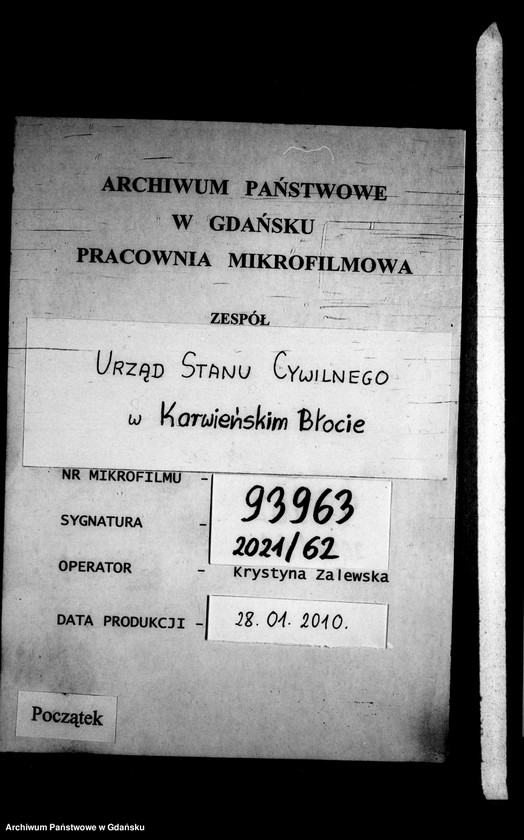 ARCHIWUM PAŃSTWOWE
W GDAŃSKU
PRACOWNIA MIKROFILMOWA
ZESPÓŁ
URZĄD STANU CYWILNEGO
w Karwieńskim Błocie
NR MIKROFILMU - 93963
SYGNATURA - 2021/62
OPERATOR - Krystyna Zalewska
DATA PRODUKCJI - 28.01.2010.
Początek
Archiwum Państwowe w Gdańsku